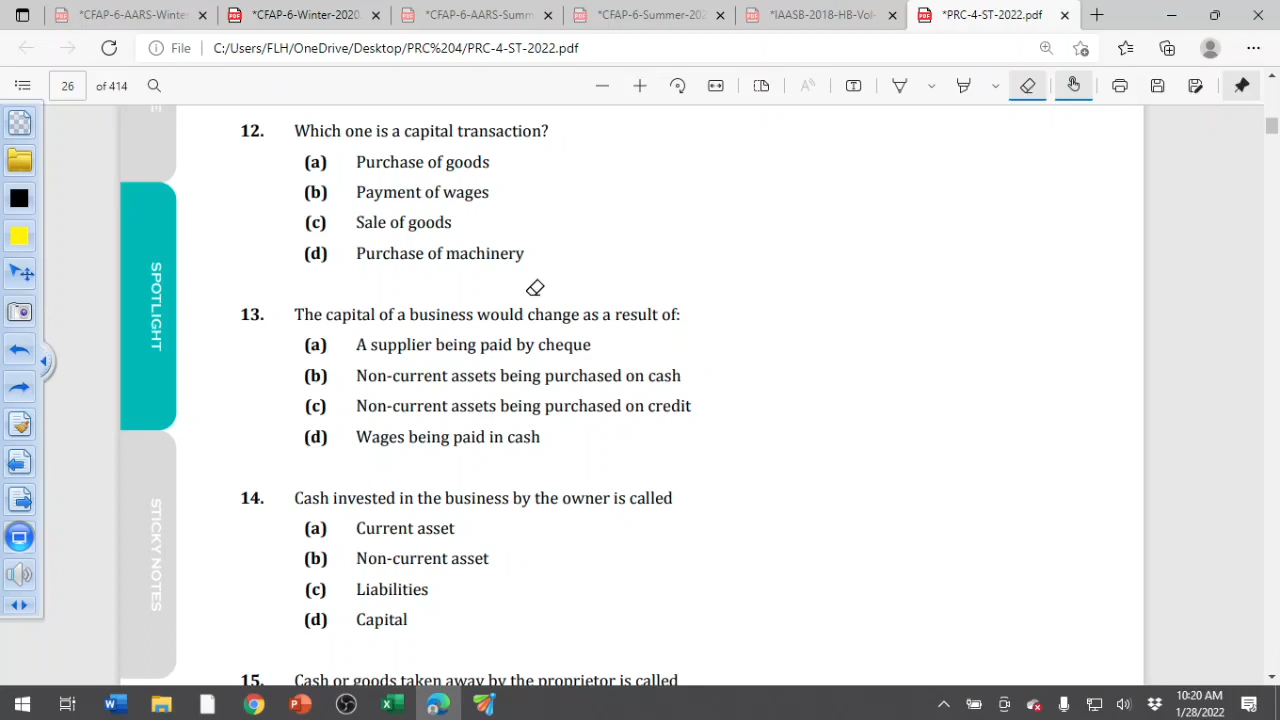 *CFAP-6-AARS-Winter
*CFAP-6-Winter-2020.
*CFAP-6-AARS-Summ
*CFAP-6-Summer-202
*IAASB-2018-HB-Vol-
*PRC-4-ST-2022.pdf
File
C:/Users/FLH/OneDrive/Desktop/PRC%204/PRC-4-ST-2022.pdf
26 of 414
SPOTLIGHT
STICKY NOTES
12. Which one is a capital transaction?
(a) Purchase of goods
(b) Payment of wages
(c) Sale of goods
(d) Purchase of machinery
13. The capital of a business would change as a result of:
(a) A supplier being paid by cheque
(b) Non-current assets being purchased on cash
(c) Non-current assets being purchased on credit
(d) Wages being paid in cash
14. Cash invested in the business by the owner is called
(a) Current asset
(b) Non-current asset
(c) Liabilities
(d) Capital
15. Cash or goods taken away by the proprietor is called
10:20 AM
1/28/2022